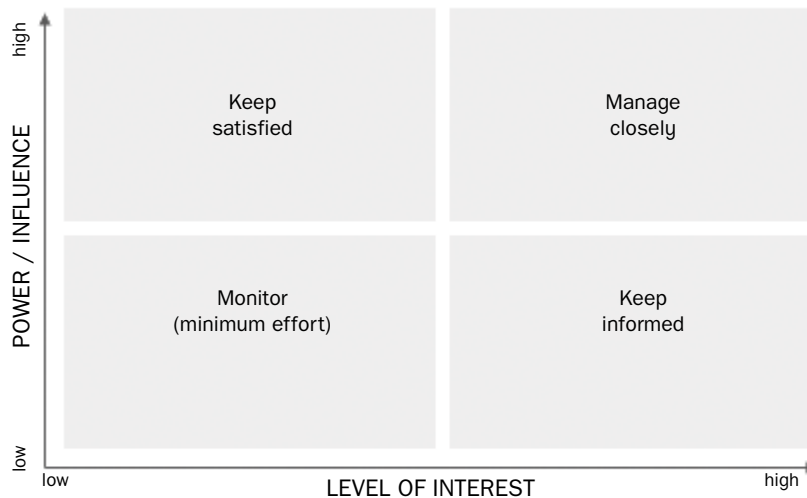 high
Keep
satisfied
Manage
closely
POWER / INFLUENCE
Monitor
(minimum effort)
Keep
informed
low
low
LEVEL OF INTEREST
high